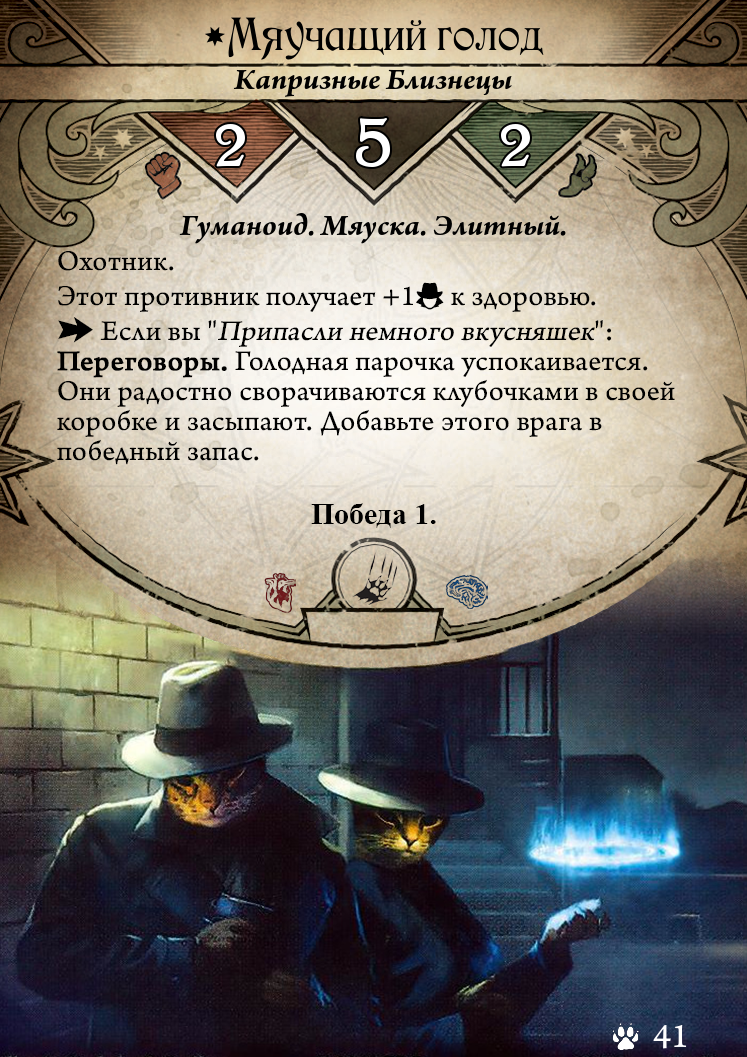 Мяучащий голод
Капризные Близнецы
2 5 2
Гуманоид. Мяуска. Элитный.
Охотник.
Этот противник получает +1 к здоровью.
Если вы "Припасли немного вкусняшек":
Переговоры. Голодная парочка успокаивается.
Они радостно сворачиваются клубочками в своей
коробке и засыпают. Добавьте этого врага в
победный запас.
Победа 1.
41